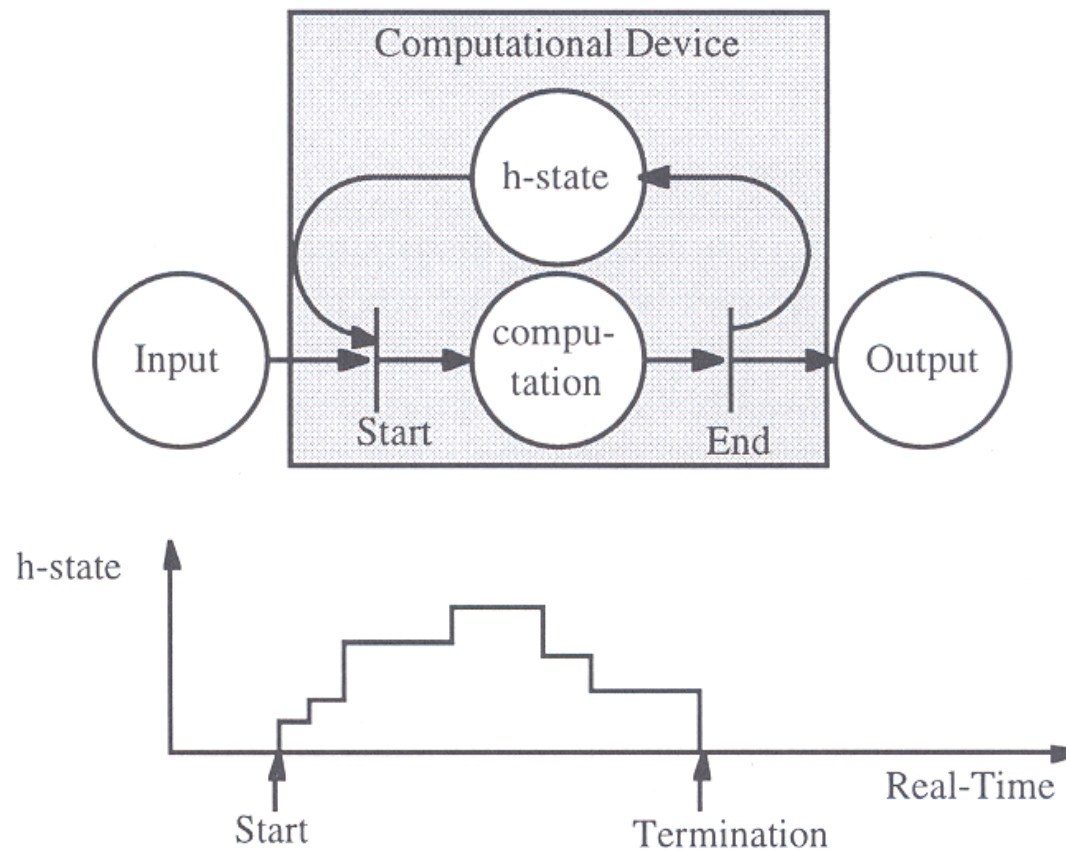 Computational Device
h-state
Input
compu-
tation
Output
Start
End
h-state
Real-Time
Start
Termination